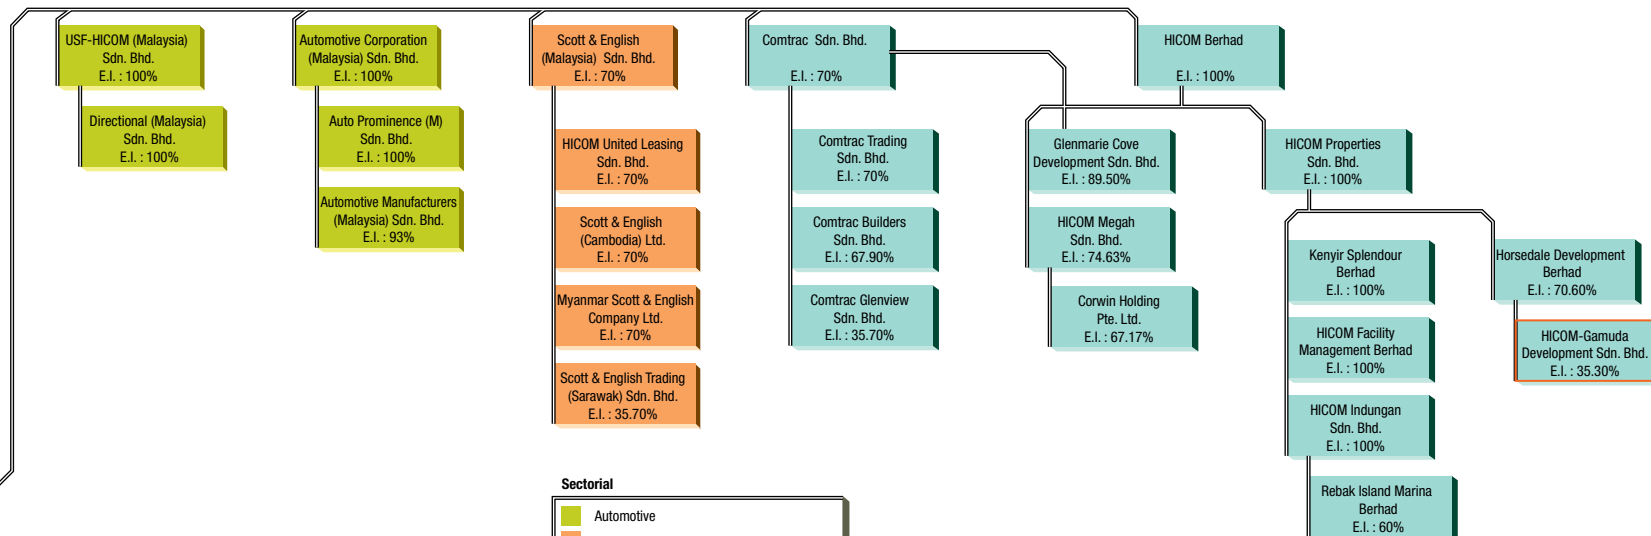 USF-HICOM (Malaysia)
Sdn. Bhd.
E.I. : 100%
Directional (Malaysia)
Sdn. Bhd.
E.I. : 100%
Automotive Corporation
(Malaysia) Sdn. Bhd.
E.I. : 100%
Auto Prominence (M)
Sdn. Bhd.
E.I. : 100%
Automotive Manufacturers
(Malaysia) Sdn. Bhd.
E.I. : 93%
Scott & English
(Malaysia) Sdn. Bhd.
E.I. : 70%
HICOM United Leasing
Sdn. Bhd.
E.I. : 70%
Scott & English
(Cambodia) Ltd.
E.I. : 70%
Myanmar Scott & English
Company Ltd.
E.I. : 70%
Scott & English Trading
(Sarawak) Sdn. Bhd.
E.I. : 35.70%
Comtrac Sdn. Bhd.
E.I. : 70%
Comtrac Trading
Sdn. Bhd.
E.I. : 70%
Comtrac Builders
Sdn. Bhd.
E.I. : 67.90%
Comtrac Glenview
Sdn. Bhd.
E.I. : 35.70%
HICOM Berhad
E.I. : 100%
Glenmarie Cove
Development Sdn. Bhd.
E.I. : 89.50%
HICOM Megah
Sdn. Bhd.
E.I. : 74.63%
Corwin Holding
Pte. Ltd.
E.I. : 67.17%
HICOM Properties
Sdn. Bhd.
E.I. : 100%
Kenyir Splendour
Berhad
E.I. : 100%
HICOM Facility
Management Berhad
E.I. : 100%
HICOM Indungan
Sdn. Bhd.
E.I. : 100%
Rebak Island Marina
Berhad
E.I. : 60%
Horsedale Development
Berhad
E.I. : 70.60%
HICOM-Gamuda
Development Sdn. Bhd.
E.I. : 35.30%
Sectorial
Automotive